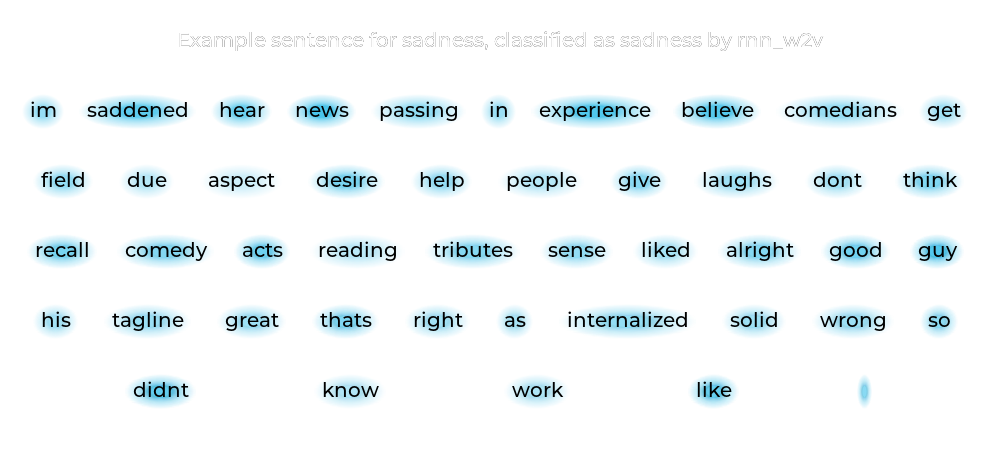 Example sentence for sadness, classified as sadness by rnn_w2v
im saddened hear news passing in experience believe comedians get
field due aspect desire help people give laughs dont think
recall comedy acts reading tributes sense liked alright good guy
his tagline great thats right as internalized solid wrong so
didnt know work like